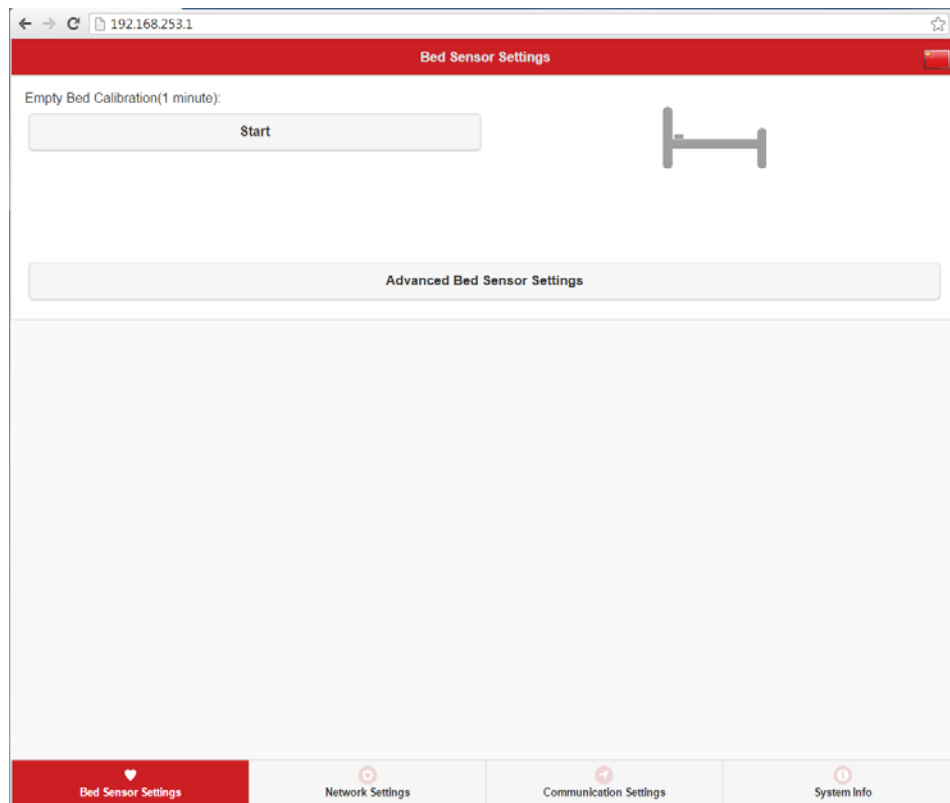 192.168.253.1
Bed Sensor Settings
Empty Bed Calibration(1 minute):
Start
Advanced Bed Sensor Settings
Bed Sensor Settings
Network Settings
Communication Settings
System Info